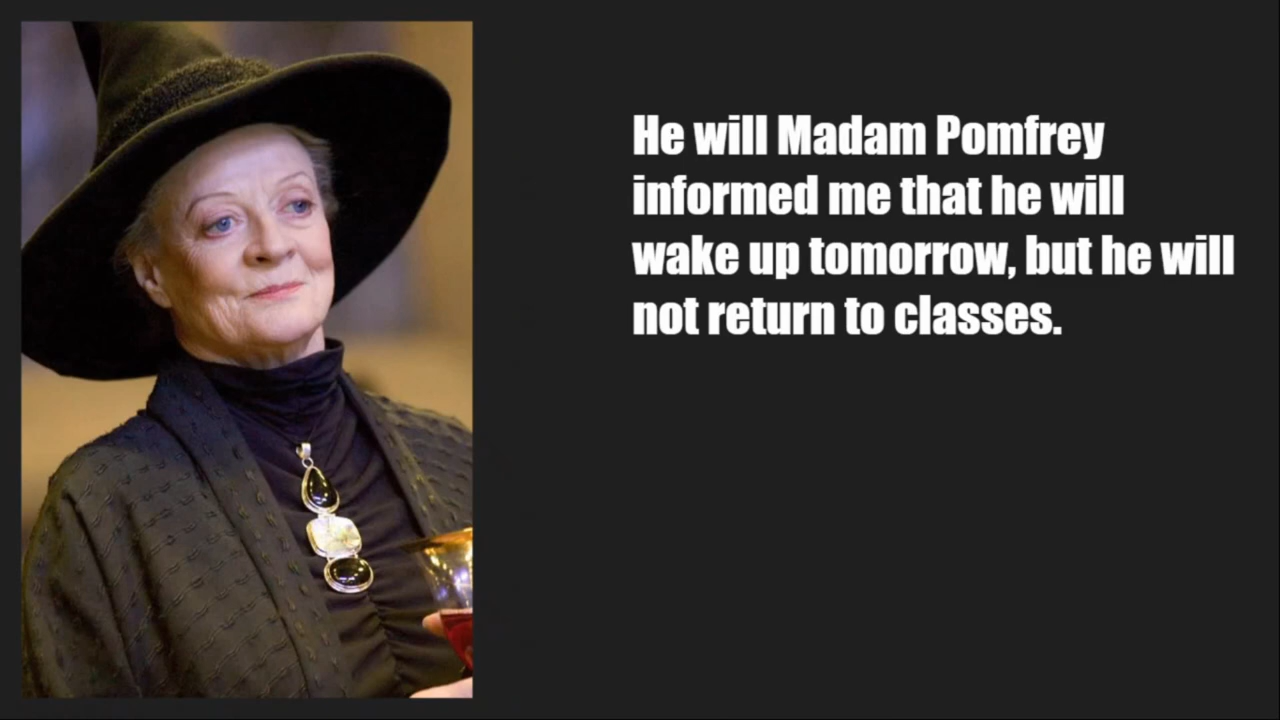 He will Madam Pomfrey
informed me that he will
wake up tomorrow, but he will
not return to classes.